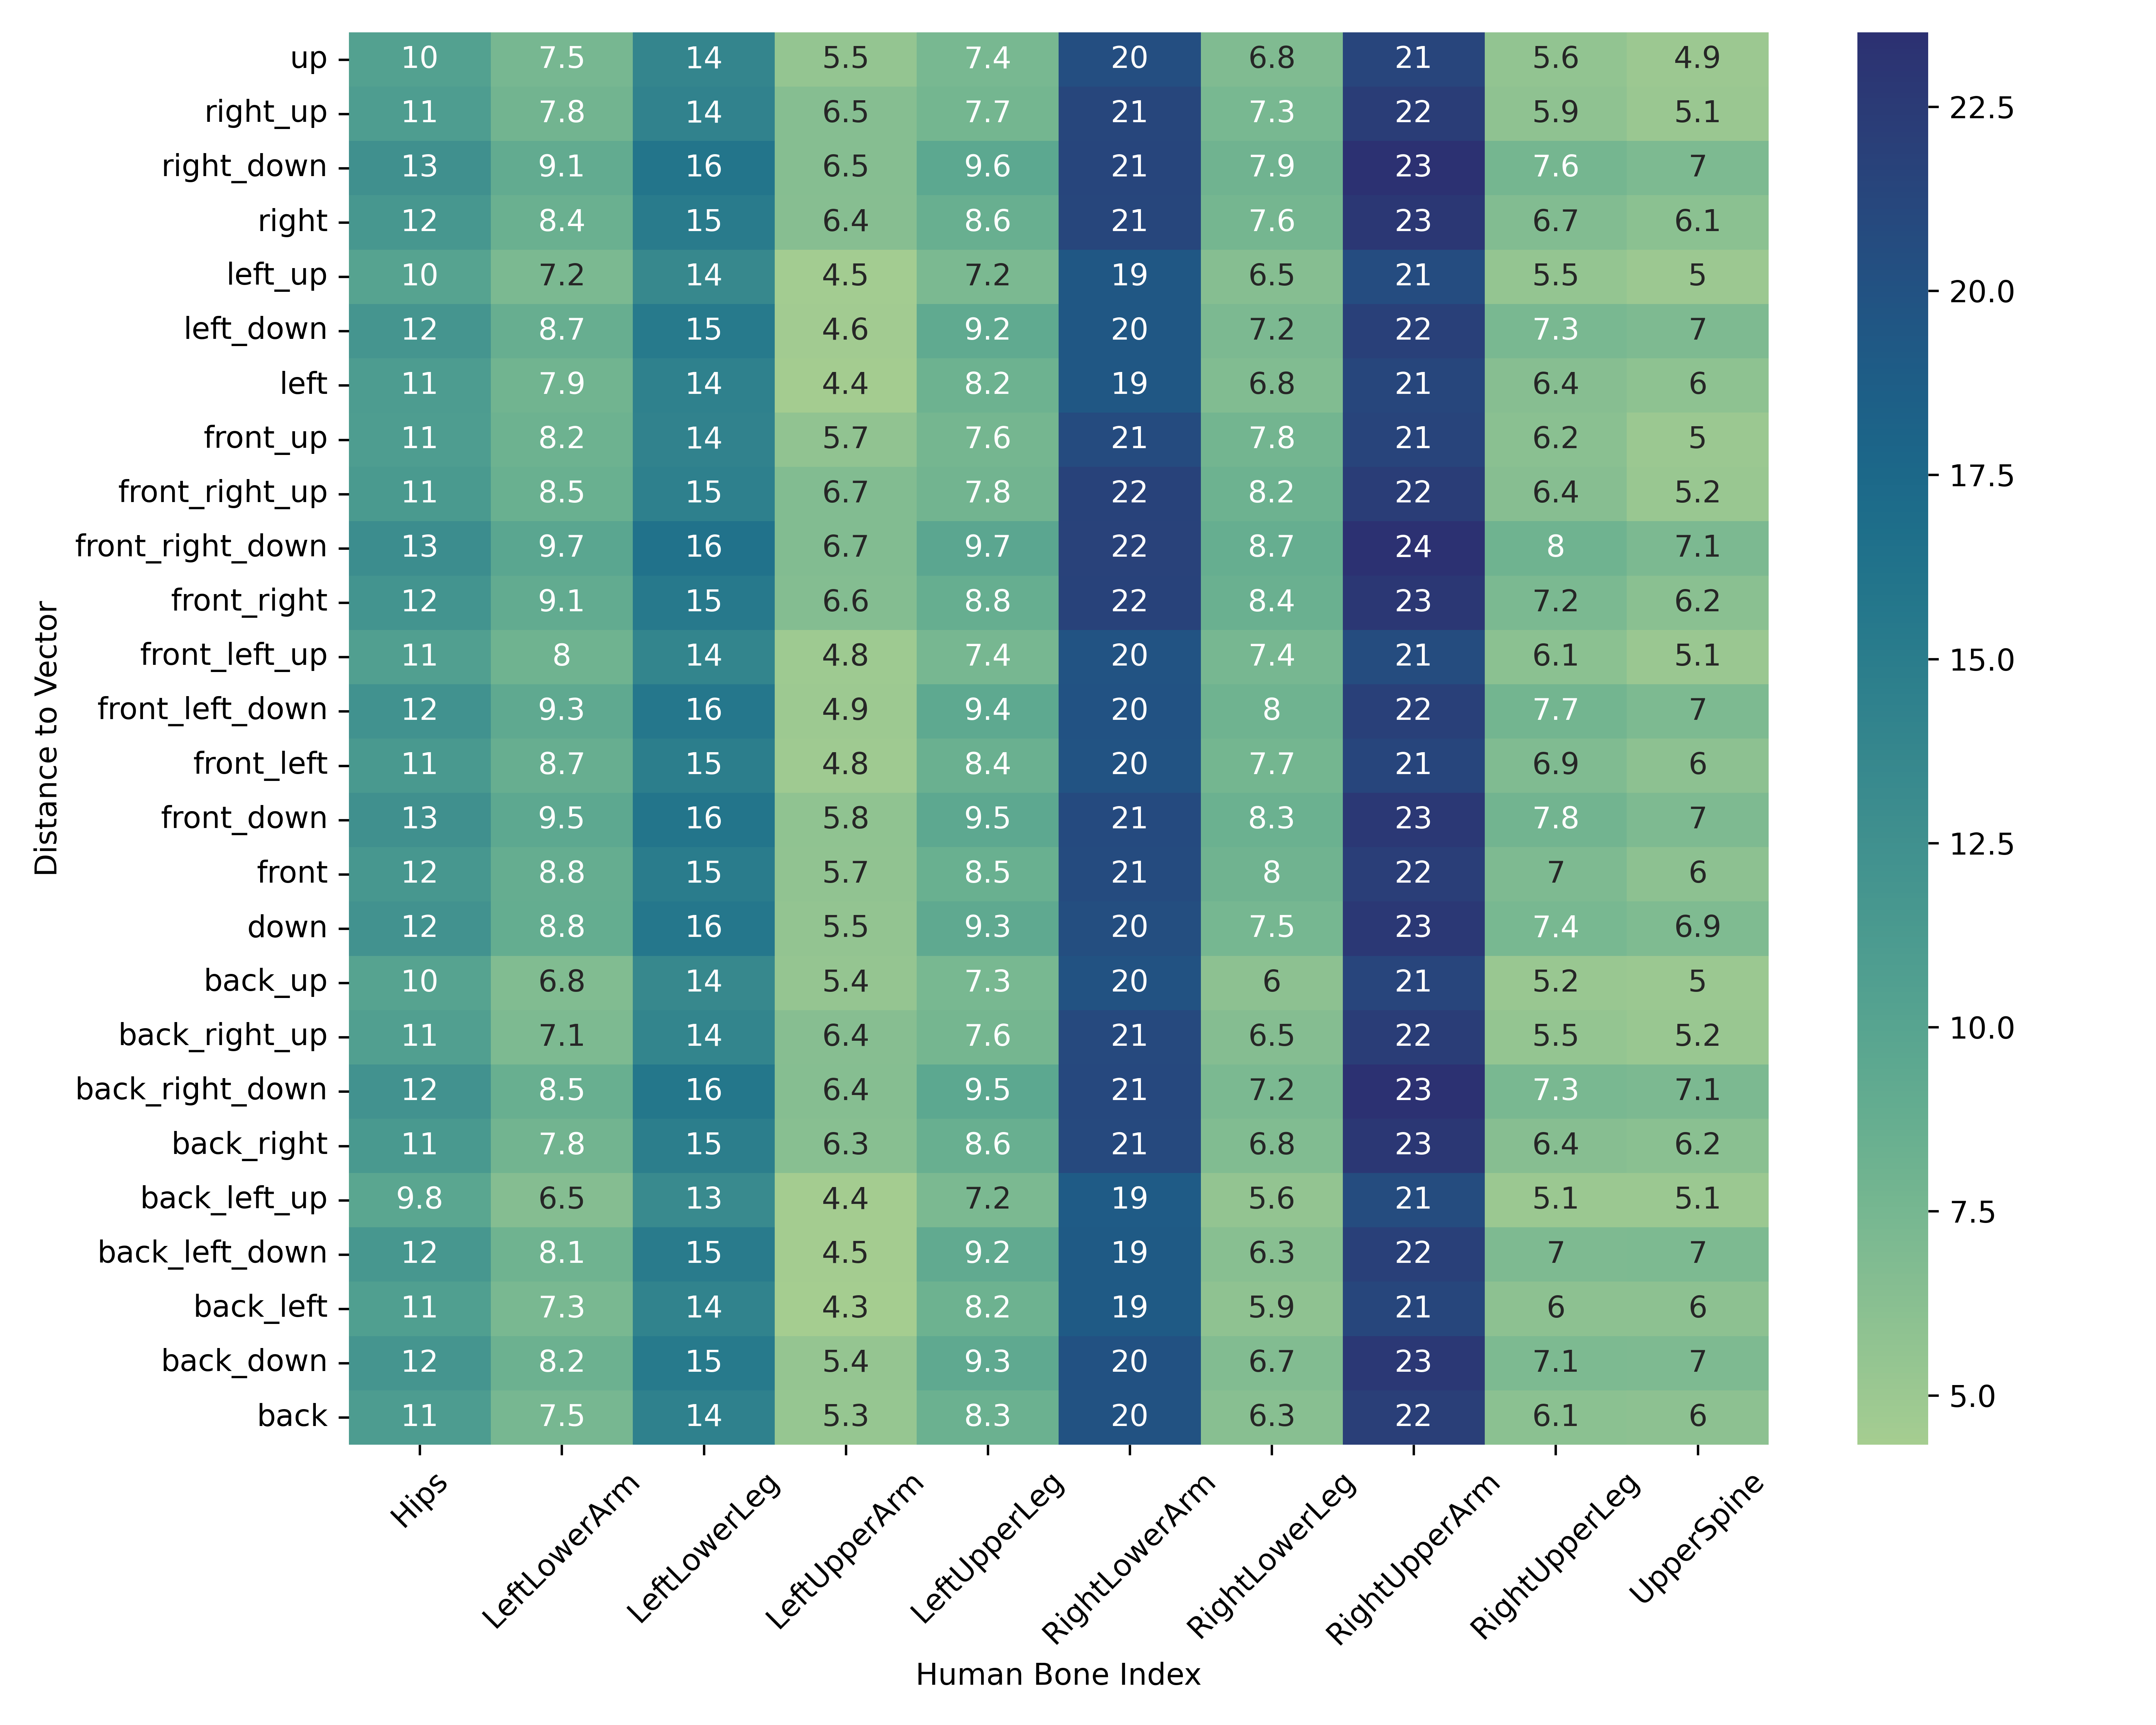 up 10 7.5 14 5.5 7.4 20 6.8 21 5.6 4.9
right_up 11 7.8 14 6.5 7.7 21 7.3 22 5.9 5.1
right_down 13 9.1 16 6.5 9.6 21 7.9 23 7.6 7
right 12 8.4 15 6.4 8.6 21 7.6 23 6.7 6.1
left_up 10 7.2 14 4.5 7.2 19 6.5 21 5.5 5
left_down 12 8.7 15 4.6 9.2 20 7.2 22 7.3 7
left 11 7.9 14 4.4 8.2 19 6.8 21 6.4 6
front_up 11 8.2 14 5.7 7.6 21 7.8 21 6.2 5
front_right_up 11 8.5 15 6.7 7.8 22 8.2 22 6.4 5.2
front_right_down 13 9.7 16 6.7 9.7 22 8.7 24 8 7.1
front_right 12 9.1 15 6.6 8.8 22 8.4 23 7.2 6.2
front_left_up 11 8 14 4.8 7.4 20 7.4 21 6.1 5.1
front_left_down 12 9.3 16 4.9 9.4 20 8 22 7.7 7
front_left 11 8.7 15 4.8 8.4 20 7.7 21 6.9 6
front_down 13 9.5 16 5.8 9.5 21 8.3 23 7.8 7
front 12 8.8 15 5.7 8.5 21 8 22 7 6
down 12 8.8 16 5.5 9.3 20 7.5 23 7.4 6.9
back_up 10 6.8 14 5.4 7.3 20 6 21 5.2 5
back_right_up 11 7.1 14 6.4 7.6 21 6.5 22 5.5 5.2
back_right_down 12 8.5 16 6.4 9.5 21 7.2 23 7.3 7.1
back_right 11 7.8 15 6.3 8.6 21 6.8 23 6.4 6.2
back_left_up 9.8 6.5 13 4.4 7.2 19 5.6 21 5.1 5.1
back_left_down 12 8.1 15 4.5 9.2 19 6.3 22 7 7
back_left 11 7.3 14 4.3 8.2 19 5.9 21 6 6
back_down 12 8.2 15 5.4 9.3 20 6.7 23 7.1 7
back 11 7.5 14 5.3 8.3 20 6.3 22 6.1 6
Distance to Vector
Hips LeftLowerArm LeftLowerLeg LeftUpperArm LeftUpperLeg RightLowerArm RightLowerLeg RightUpperArm RightUpperLeg UpperSpine
Human Bone Index
22.5
20.0
17.5
15.0
12.5
10.0
7.5
5.0